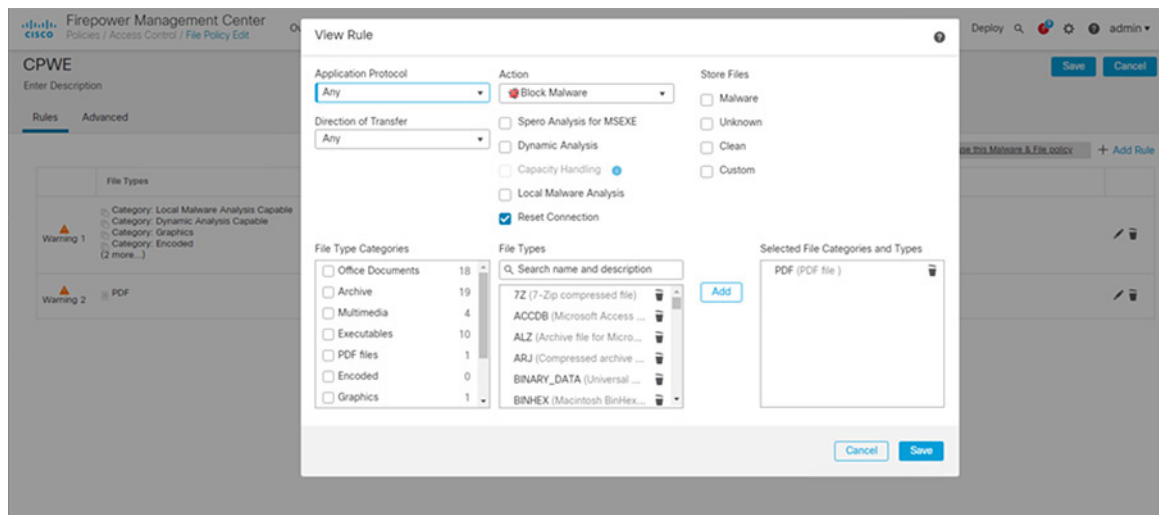 cisco
Firepower Management Center
Policies / Access Control / File Policy Edit
Deploy
admin
CPWE
Enter Description
Save
Cancel
Rules
Advanced
this Malware & File policy
+ Add Rule
File Types
Warning 1
Category: Local Malware Analysis Capable
Category: Dynamic Analysis Capable
Category: Graphics
Category: Encoded
(2 more...)
Warning 2
PDF
View Rule
Application Protocol
Any
Direction of Transfer
Any
Action
Block Malware
Spero Analysis for MSEXE
Dynamic Analysis
Capacity Handling
Local Malware Analysis
Reset Connection
Store Files
Malware
Unknown
Clean
Custom
File Type Categories
Office Documents 18
Archive 19
Multimedia 4
Executables 10
PDF files 1
Encoded 0
Graphics 1
File Types
Search name and description
7Z (7-Zip compressed file)
ACCDB (Microsoft Access ...
ALZ (Archive file for Micro...
ARJ (Compressed archive ...
BINARY_DATA (Universal ...
BINHEX (Macintosh BinHex...
Add
Selected File Categories and Types
PDF (PDF file )
Cancel
Save